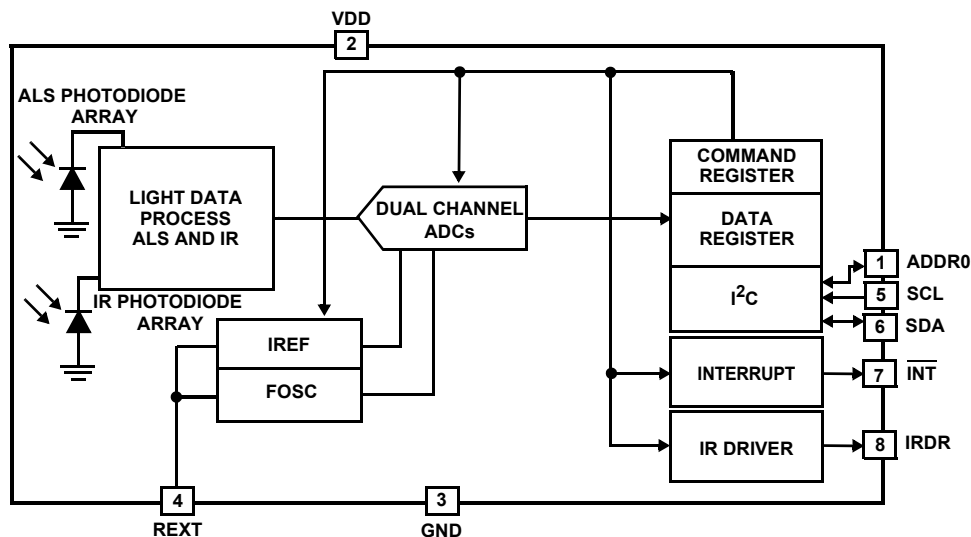 VDD
2
ALS PHOTODIODE
ARRAY
LIGHT DATA
PROCESS
ALS AND IR
IR PHOTODIODE
ARRAY
DUAL CHANNEL
ADCs
IREF
FOSC
COMMAND
REGISTER
DATA
REGISTER
I²C
1 ADDR0
5 SCL
6 SDA
INTERRUPT
7 I̅N̅T̅
IR DRIVER
8 IRDR
4
REXT
3
GND